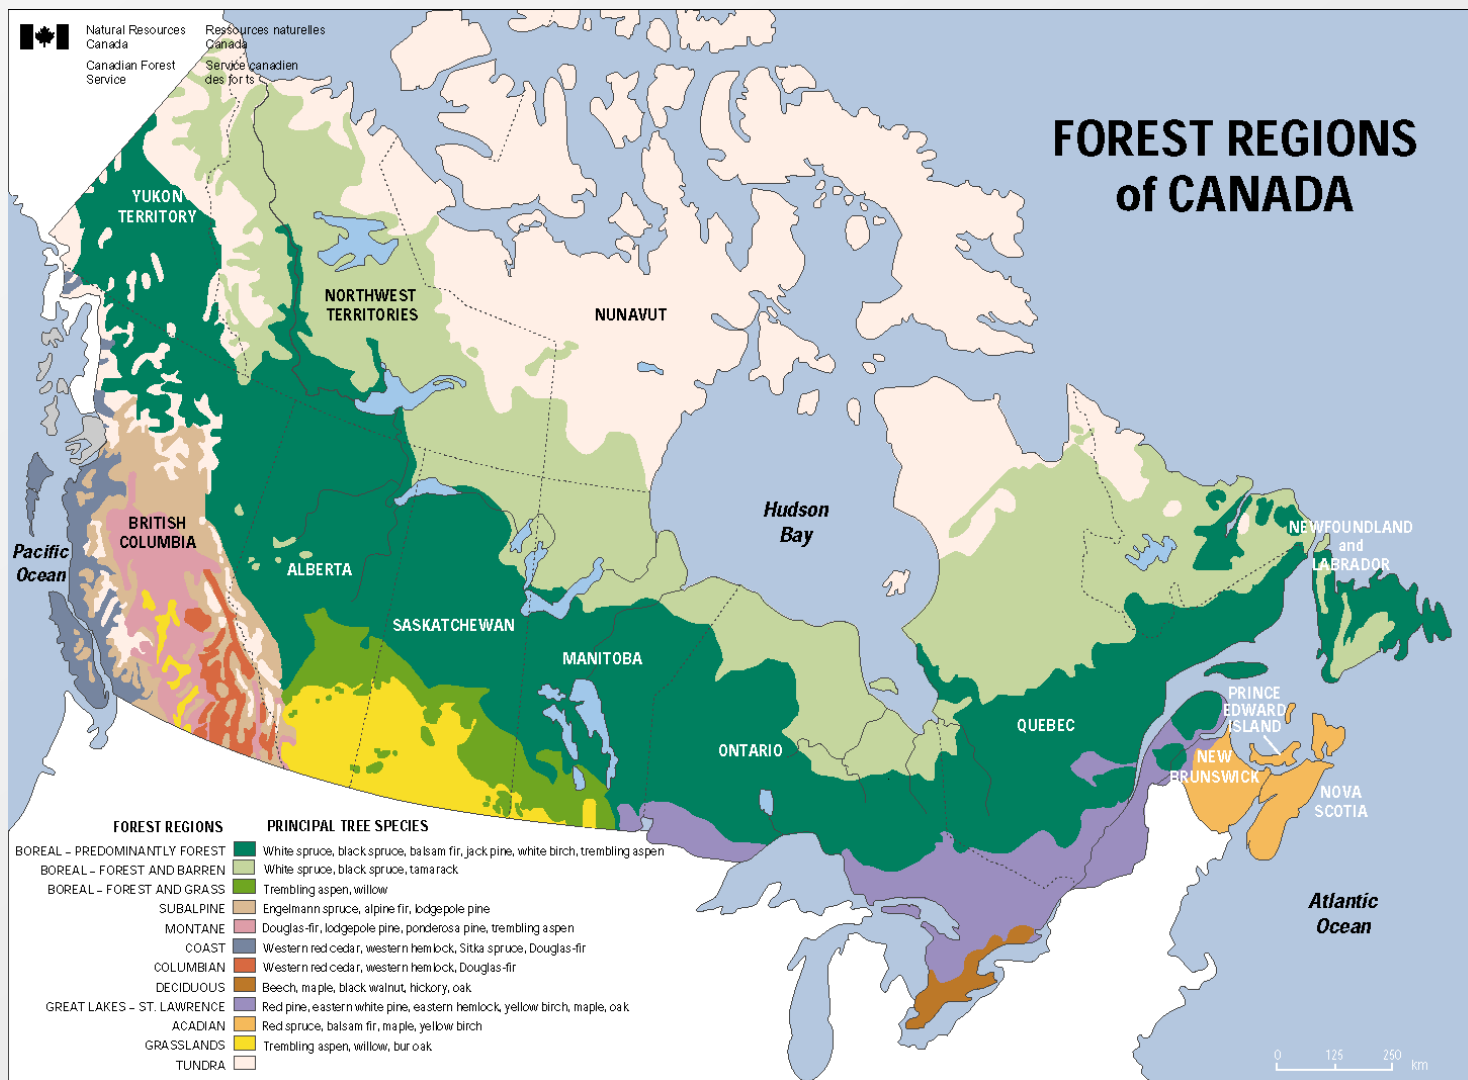 Natural Resources Canada
Ressources naturelles Canada
Canadian Forest Service
Service canadien des for ts
FOREST REGIONS
of CANADA
YUKON
TERRITORY
NORTHWEST
TERRITORIES
NUNAVUT
Hudson
Bay
BRITISH
COLUMBIA
Pacific
Ocean
ALBERTA
SASKATCHEWAN
MANITOBA
ONTARIO
QUEBEC
NEWFOUNDLAND
and
LABRADOR
PRINCE
EDWARD
ISLAND
NEW
BRUNSWICK
NOVA
SCOTIA
Atlantic
Ocean
FOREST REGIONS PRINCIPAL TREE SPECIES
BOREAL – PREDOMINANTLY FOREST White spruce, black spruce, balsam fir, jack pine, white birch, trembling aspen
BOREAL – FOREST AND BARREN White spruce, black spruce, tamarack
BOREAL – FOREST AND GRASS Trembling aspen, willow
SUBALPINE Engelmann spruce, alpine fir, lodgepole pine
MONTANE Douglas-fir, lodgepole pine, ponderosa pine, trembling aspen
COAST Western red cedar, western hemlock, Sitka spruce, Douglas-fir
COLUMBIAN Western red cedar, western hemlock, Douglas-fir
DECIDUOUS Beech, maple, black walnut, hickory, oak
GREAT LAKES – ST. LAWRENCE Red pine, eastern white pine, eastern hemlock, yellow birch, maple, oak
ACADIAN Red spruce, balsam fir, maple, yellow birch
GRASSLANDS Trembling aspen, willow, bur oak
TUNDRA
0 125 250 km